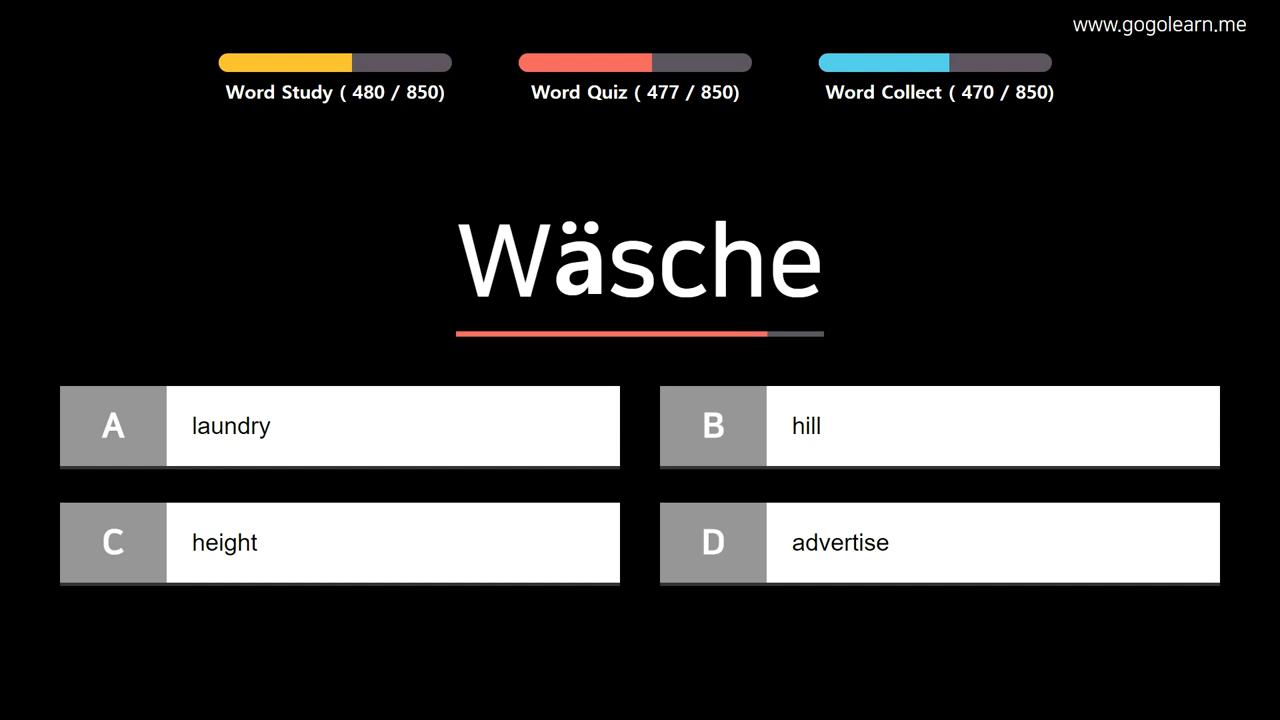 www.gogolearn.me
Word Study ( 480 / 850)
Word Quiz ( 477 / 850)
Word Collect ( 470 / 850)
Wäsche
A laundry
B hill
C height
D advertise